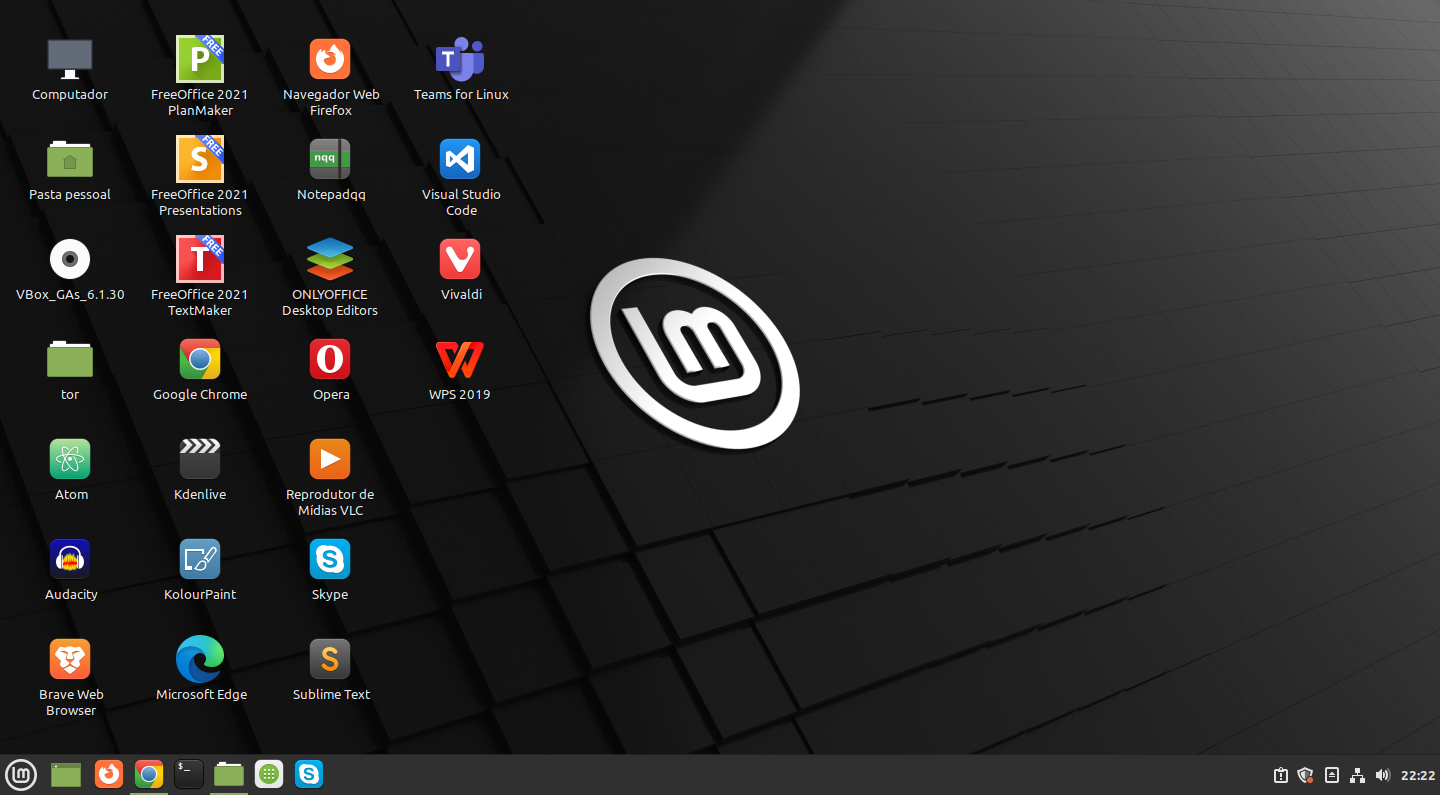 Computador
Pasta pessoal
VBox_GAs_6.1.30
tor
Atom
Audacity
Brave Web
Browser
P
FREE
FreeOffice 2021
PlanMaker
S
FREE
FreeOffice 2021
Presentations
T
FREE
FreeOffice 2021
TextMaker
Google Chrome
Kdenlive
KolourPaint
Microsoft Edge
Navegador Web
Firefox
nqq
Notepadqq
ONLYOFFICE
Desktop Editors
Opera
Reprodutor de
Mídias VLC
S
Skype
S
Sublime Text
T
Teams for Linux
Visual Studio
Code
Vivaldi
W
WPS 2019
lm
$_
S
22:22